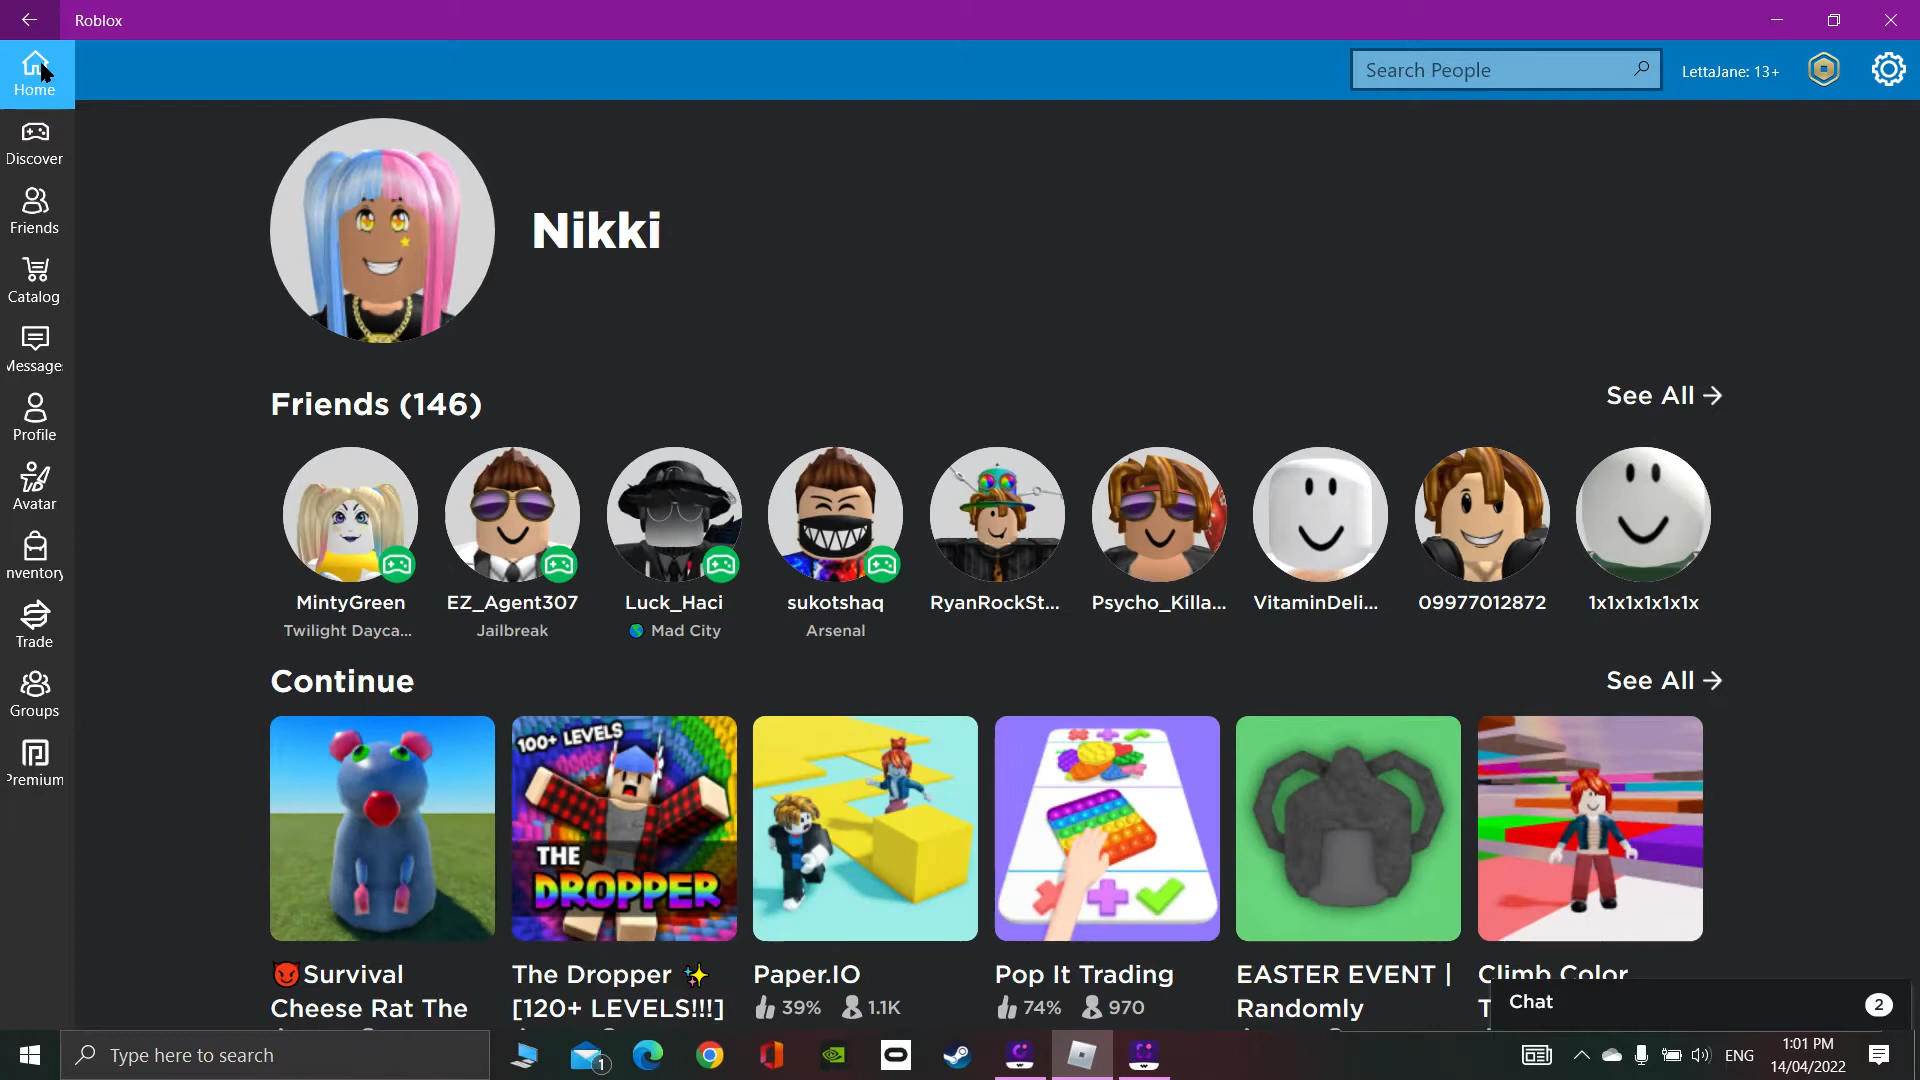 Roblox
Search People
LettaJane: 13+
Home
Discover
Friends
Catalog
Message
Profile
Avatar
nventory
Trade
Groups
Premium
Nikki
Friends (146)
See All →
MintyGreen
EZ_Agent307
Luck_Haci
sukotshaq
RyanRockSt...
Psycho_Killa...
VitaminDeli...
09977012872
1x1x1x1x1x1x
Twilight Dayca...
Jailbreak
Mad City
Arsenal
Continue
See All →
100+ LEVELS
THE
DROPPER
😈Survival
Cheese Rat The
The Dropper ✨
[120+ LEVELS!!!]
Paper.IO
39% 1.1K
Pop It Trading
74% 970
EASTER EVENT |
Randomly
Climb Color
Chat
2
Type here to search
1
ENG
1:01 PM
14/04/2022